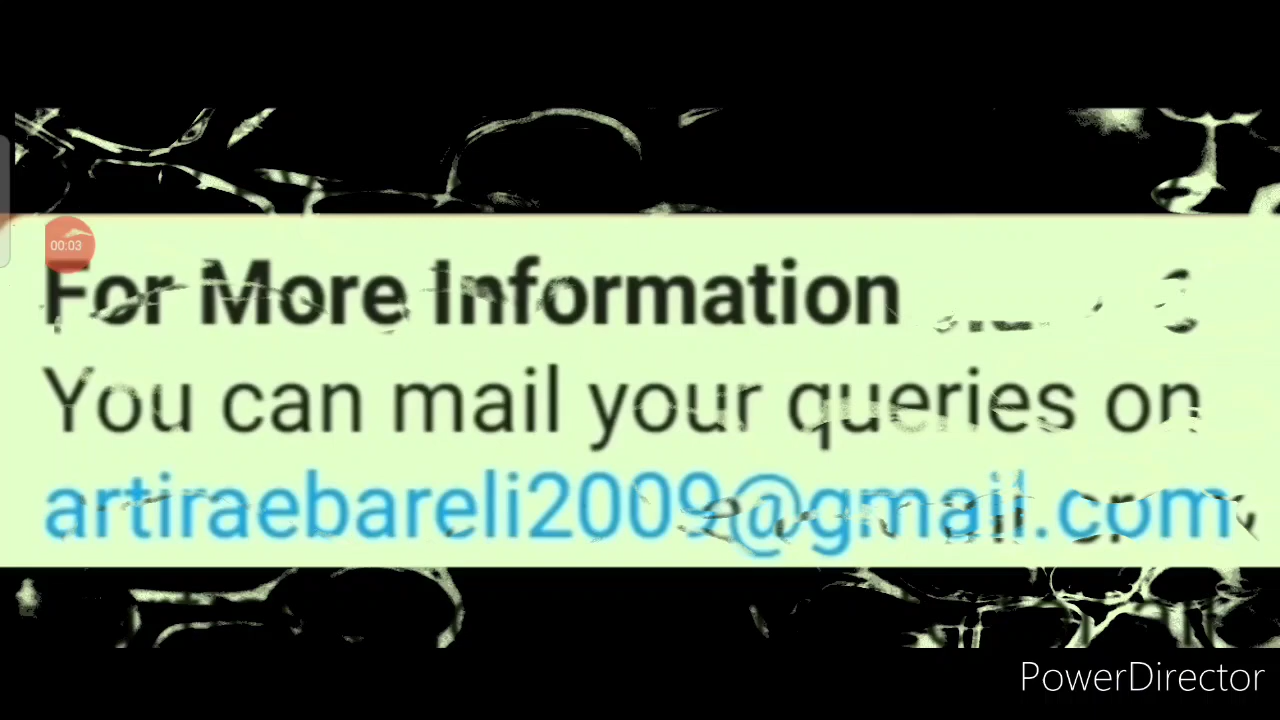 00:03
For More Information
You can mail your queries on
artiraebareli2009@gmail.com
PowerDirector